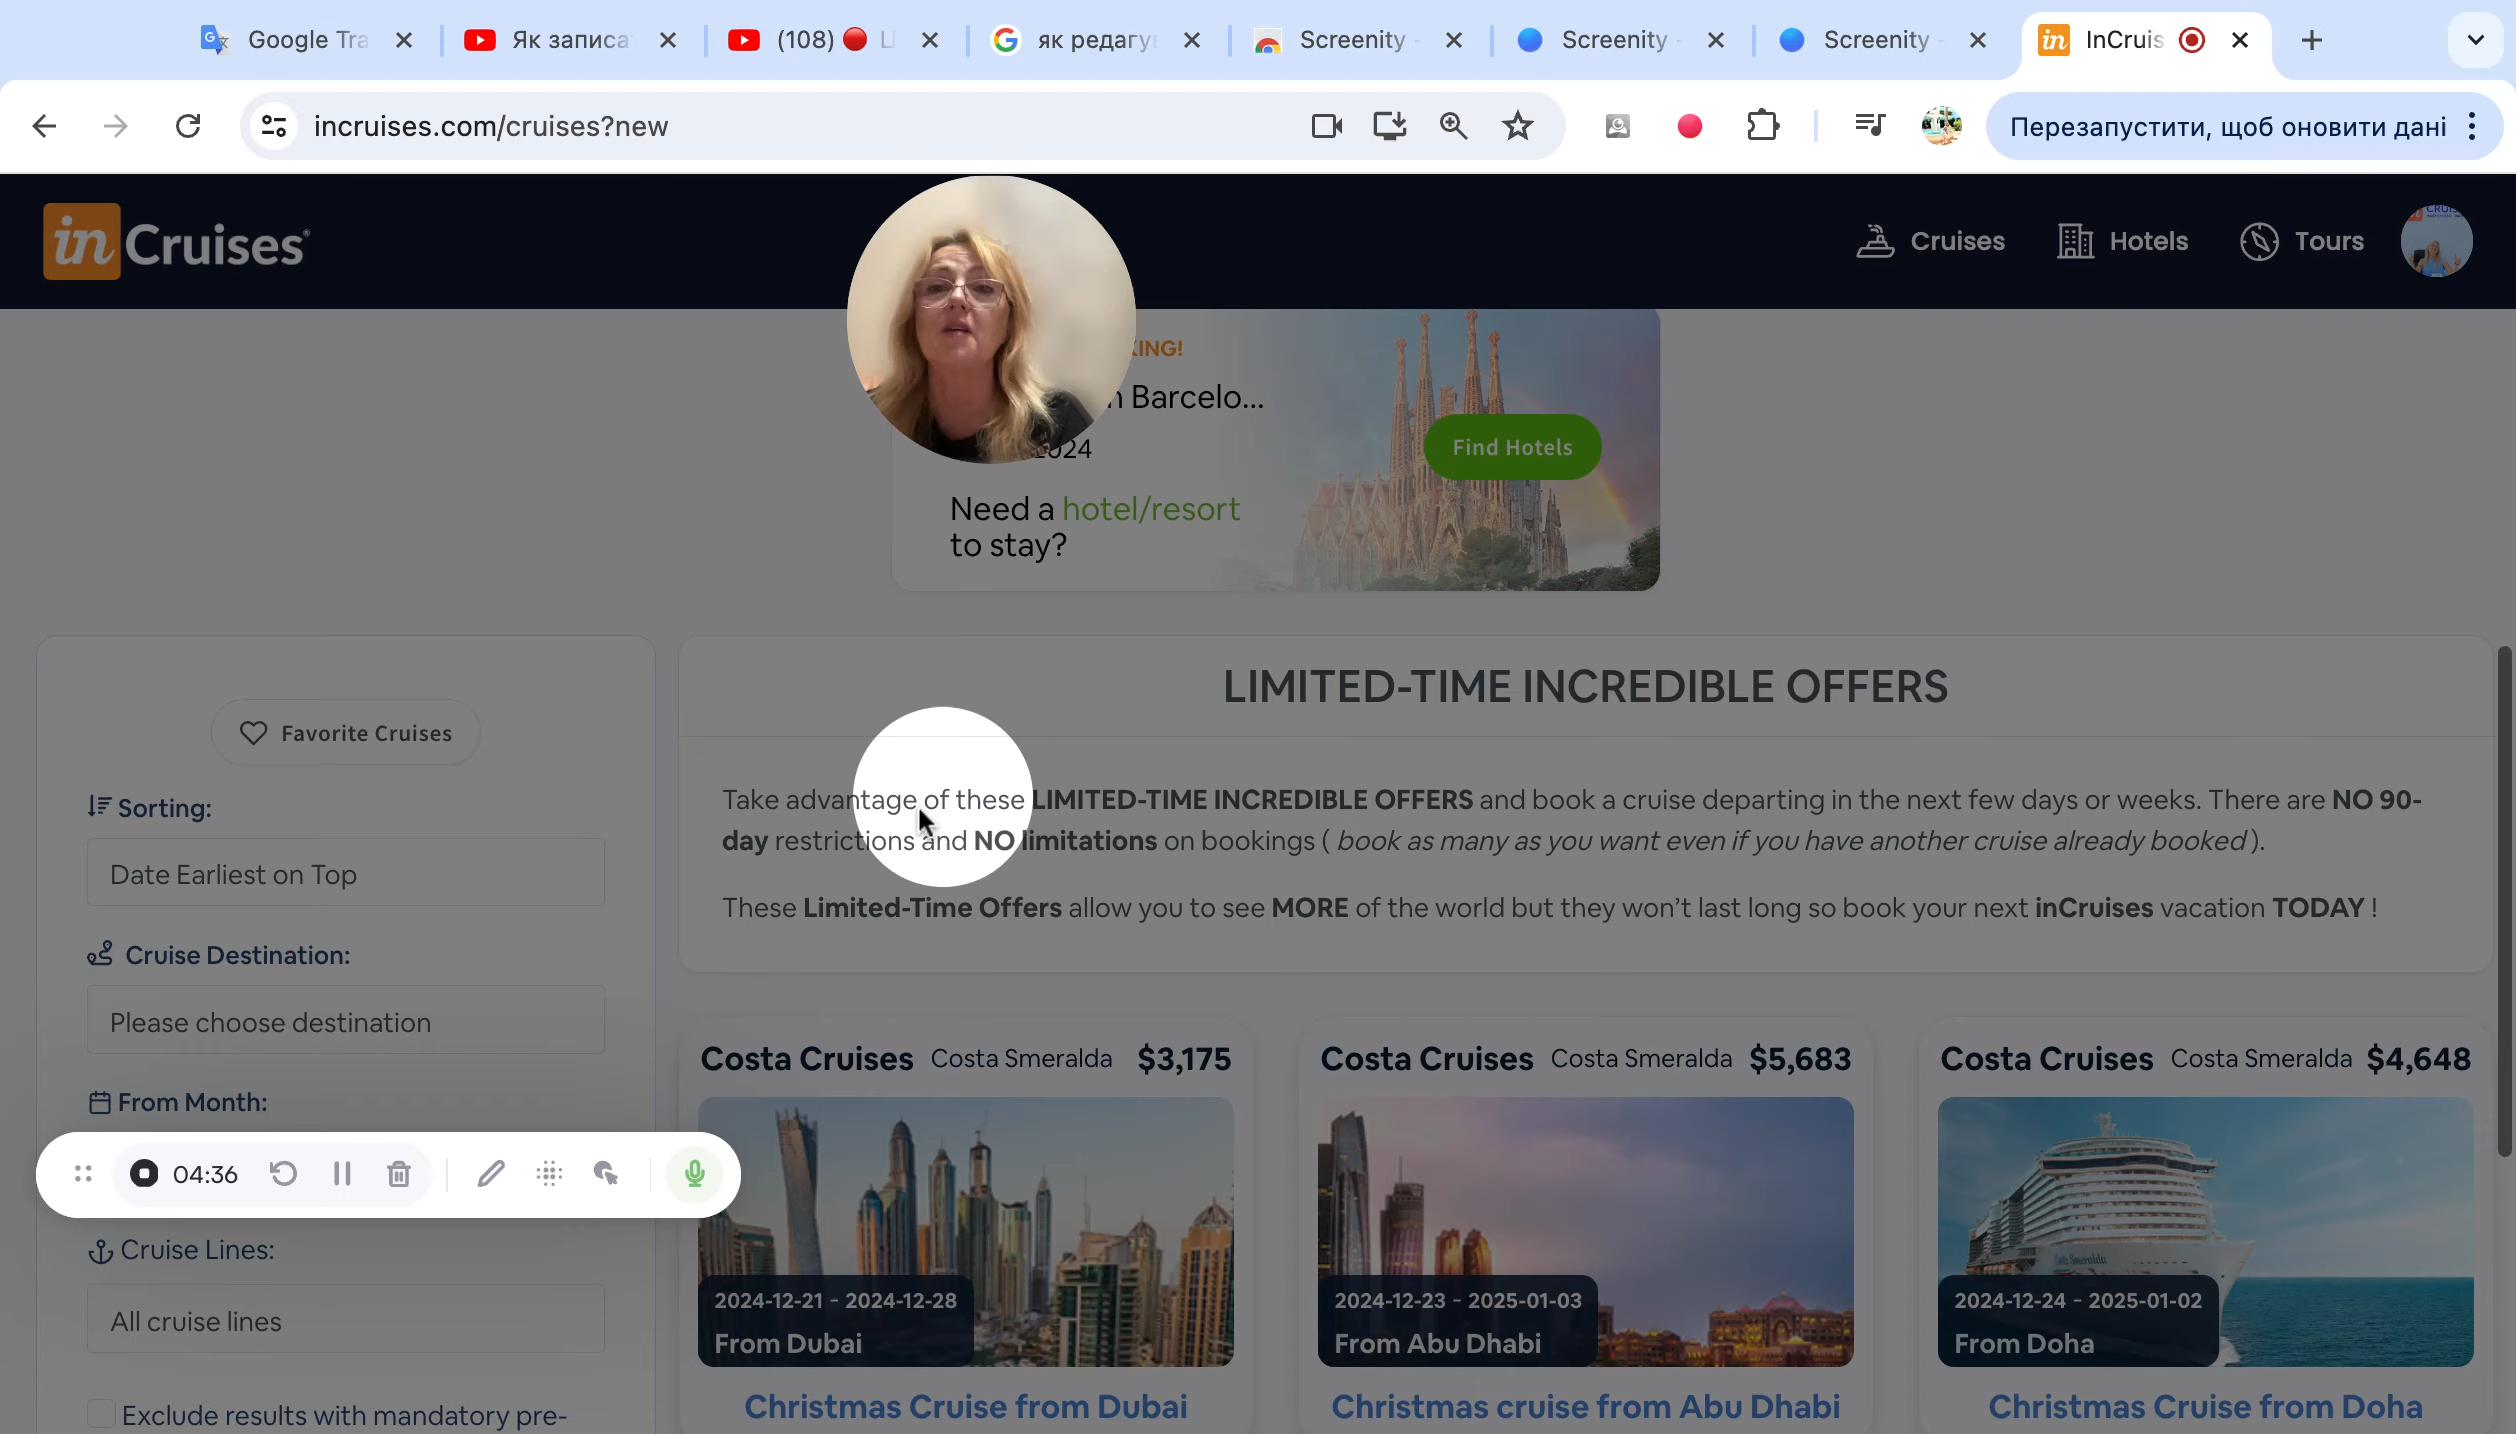 Google Tra
Як записа
(108)
як редагу
Screenity
Screenity
Screenity
InCruis
incruises.com/cruises?new
Перезапустити, щоб оновити дані
inCruises®
Cruises
Hotels
Tours
KING!
n Barcelo...
2024
Find Hotels
Need a hotel/resort
to stay?
Favorite Cruises
Sorting:
Date Earliest on Top
Cruise Destination:
Please choose destination
From Month:
04:36
Cruise Lines:
All cruise lines
Exclude results with mandatory pre-
LIMITED-TIME INCREDIBLE OFFERS
Take advantage of these LIMITED-TIME INCREDIBLE OFFERS and book a cruise departing in the next few days or weeks. There are NO 90-
day restrictions and NO limitations on bookings ( book as many as you want even if you have another cruise already booked ).
These Limited-Time Offers allow you to see MORE of the world but they won't last long so book your next inCruises vacation TODAY !
Costa Cruises Costa Smeralda $3,175
2024-12-21 - 2024-12-28
From Dubai
Christmas Cruise from Dubai
Costa Cruises Costa Smeralda $5,683
2024-12-23 - 2025-01-03
From Abu Dhabi
Christmas cruise from Abu Dhabi
Costa Cruises Costa Smeralda $4,648
Costa Smeralda
2024-12-24 - 2025-01-02
From Doha
Christmas Cruise from Doha